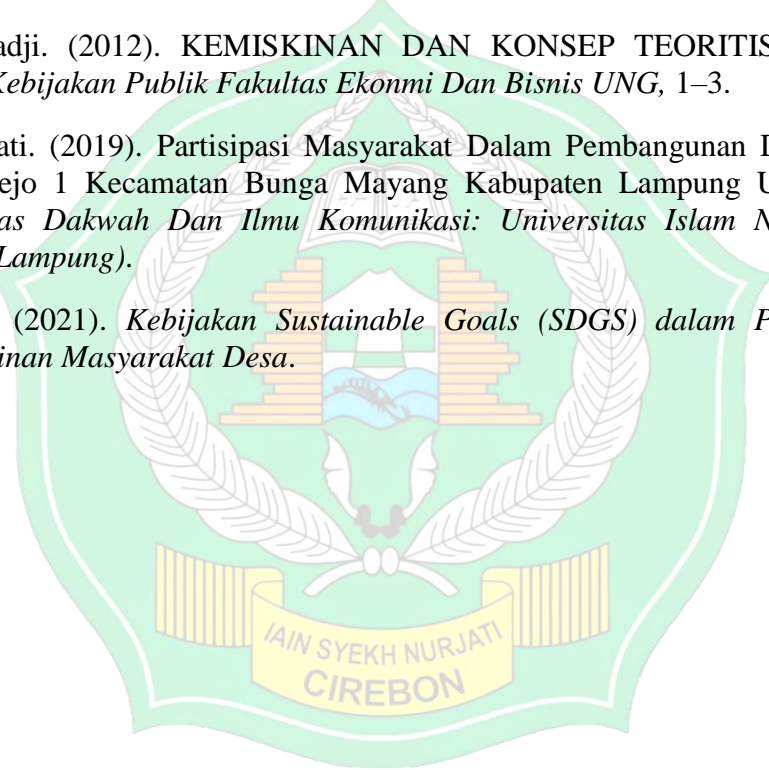 adji. (2012). KEMISKINAN DAN KONSEP TEORITIS
Kebijakan Publik Fakultas Ekonmi Dan Bisnis UNG, 1–3.
ati. (2019). Partisipasi Masyarakat Dalam Pembangunan
ejo 1 Kecamatan Bunga Mayang Kabupaten Lampung
as Dakwah Dan Ilmu Komunikasi: Universitas Islam
Lampung).
(2021). Kebijakan Sustainable Goals (SDGS) dalam
inan Masyarakat Desa.
IAIN SYEKH NURJATI
CIREBON